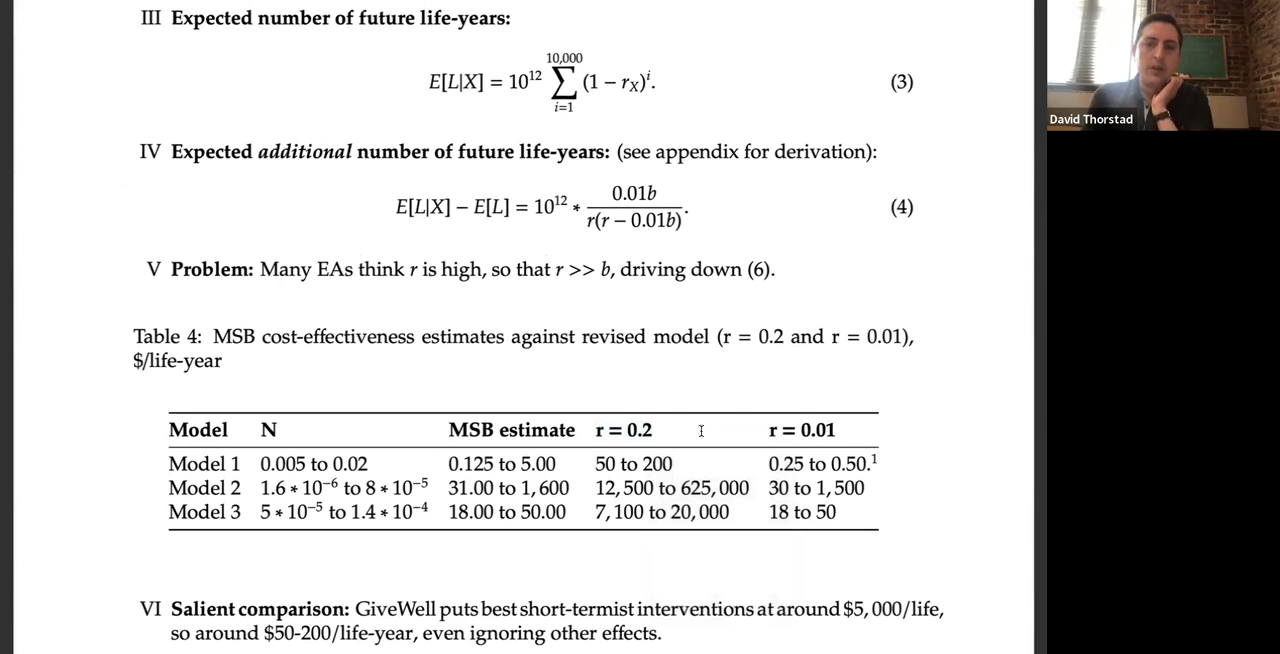 III Expected number of future life-years:
10,000
E[L|X] = 10¹² ∑ (1 − rₓ)ⁱ. (3)
i=1
IV Expected additional number of future life-years: (see appendix for derivation):
E[L|X] − E[L] = 10¹² * 0.01b / r(r − 0.01b). (4)
V Problem: Many EAs think r is high, so that r >> b, driving down (6).
Table 4: MSB cost-effectiveness estimates against revised model (r = 0.2 and r = 0.01),
$/life-year
Model N MSB estimate r = 0.2 r = 0.01
Model 1 0.005 to 0.02 0.125 to 5.00 50 to 200 0.25 to 0.50.¹
Model 2 1.6 * 10⁻⁶ to 8 * 10⁻⁵ 31.00 to 1,600 12,500 to 625,000 30 to 1,500
Model 3 5 * 10⁻⁵ to 1.4 * 10⁻⁴ 18.00 to 50.00 7,100 to 20,000 18 to 50
VI Salient comparison: GiveWell puts best short-termist interventions at around $5,000/life,
so around $50-200/life-year, even ignoring other effects.
David Thorstad